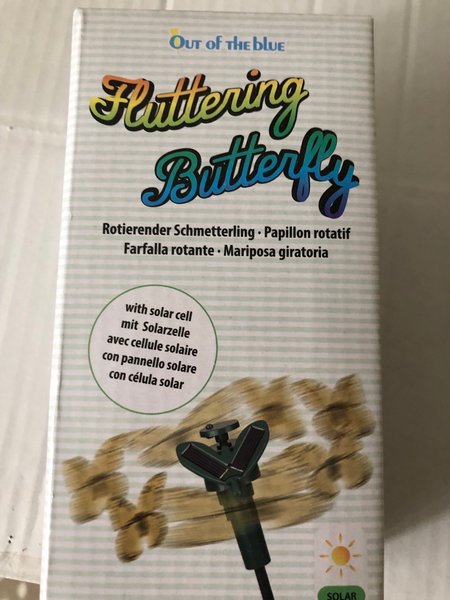 Out of the blue
Fluttering
Butterfly
Rotierender Schmetterling · Papillon rotatif
Farfalla rotante · Mariposa giratoria
with solar cell
mit Solarzelle
avec cellule solaire
con pannello solare
con célula solar
SOLAR